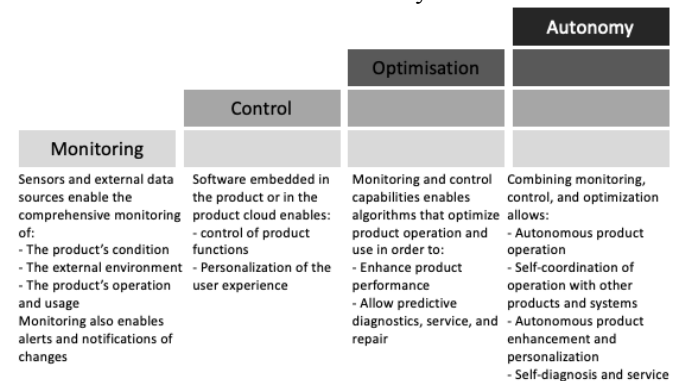 Autonomy
Optimisation
Control
Monitoring
Sensors and external data
sources enable the
comprehensive monitoring
of:
- The product's condition
- The external environment
- The product's operation
and usage
Monitoring also enables
alerts and notifications of
changes
Software embedded in
the product or in the
product cloud enables:
- control of product
functions
- Personalization of the
user experience
Monitoring and control
capabilities enables
algorithms that optimize
product operation and
use in order to:
- Enhance product
performance
- Allow predictive
diagnostics, service, and
repair
Combining monitoring,
control, and optimization
allows:
- Autonomous product
operation
- Self-coordination of
operation with other
products and systems
- Autonomous product
enhancement and
personalization
- Self-diagnosis and service